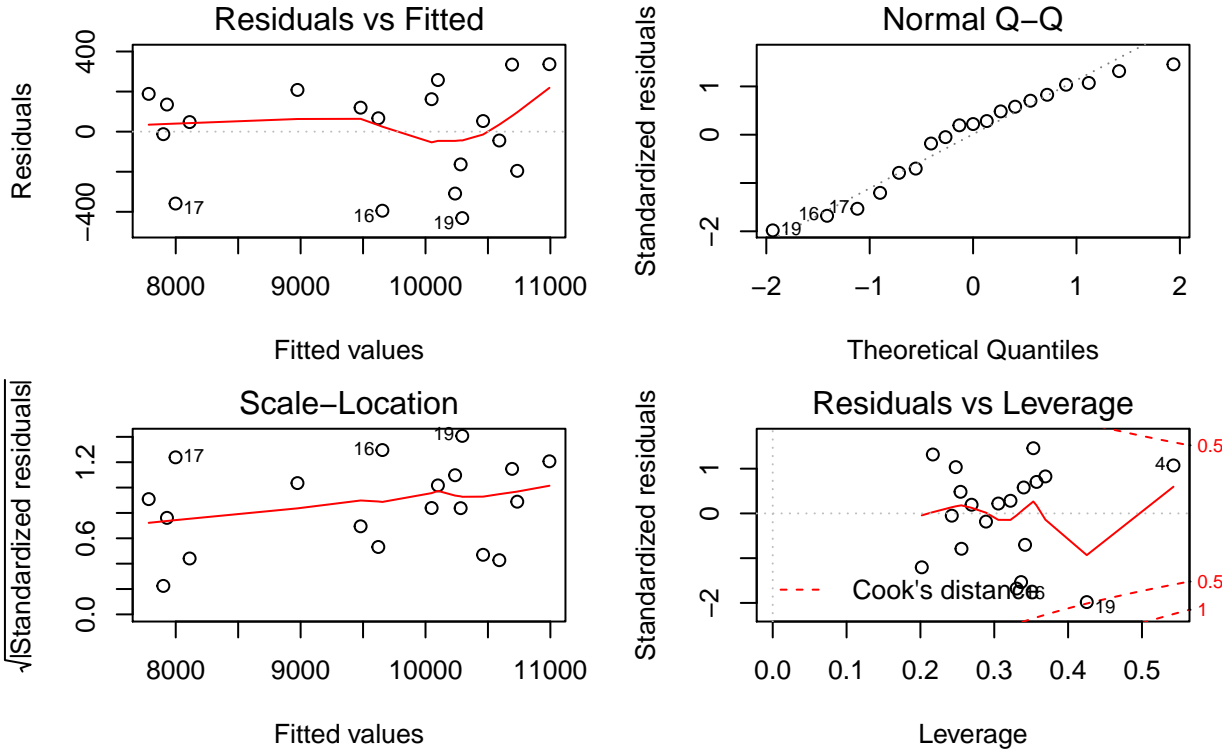 Residuals vs Fitted
Residuals
400
0
−400
17
16
19
8000 9000 10000 11000
Fitted values
Normal Q−Q
Standardized residuals
1
0
−2
19
16
17
−2 −1 0 1 2
Theoretical Quantiles
Scale−Location
√|Standardized residuals|
1.2
0.6
0.0
17
16
19
8000 9000 10000 11000
Fitted values
Residuals vs Leverage
Standardized residuals
1
0
−2
4
16
19
Cook's distance
0.5
0.5
1
0.0 0.1 0.2 0.3 0.4 0.5
Leverage